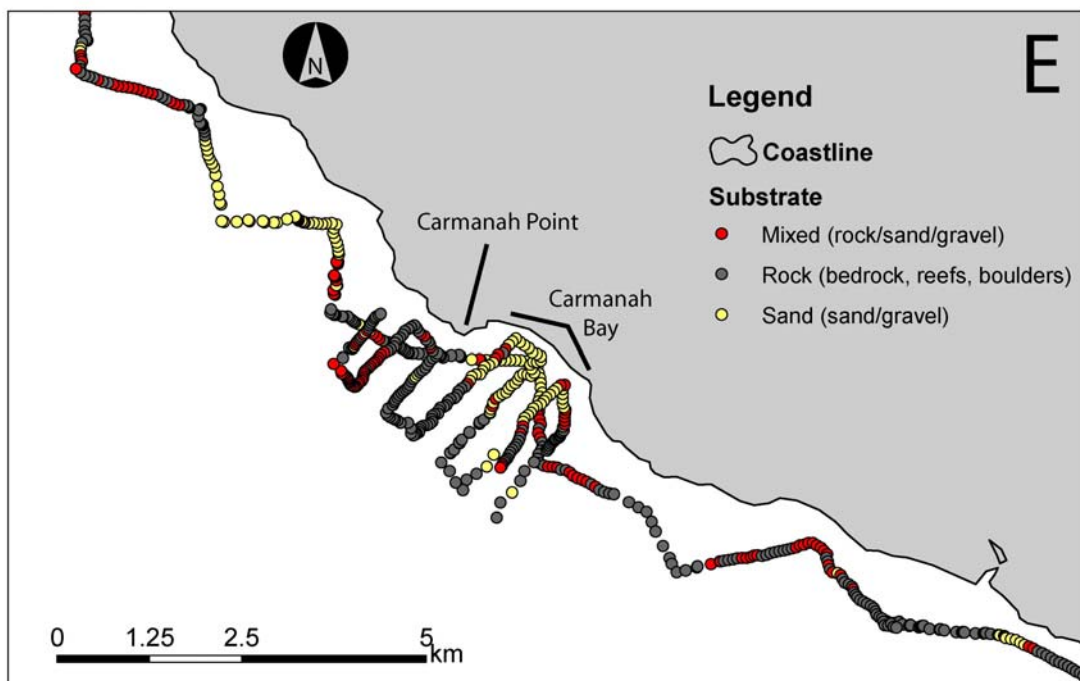 N
E
Legend
Coastline
Substrate
Mixed (rock/sand/gravel)
Rock (bedrock, reefs, boulders)
Sand (sand/gravel)
Carmanah Point
Carmanah
Bay
0 1.25 2.5 5
km